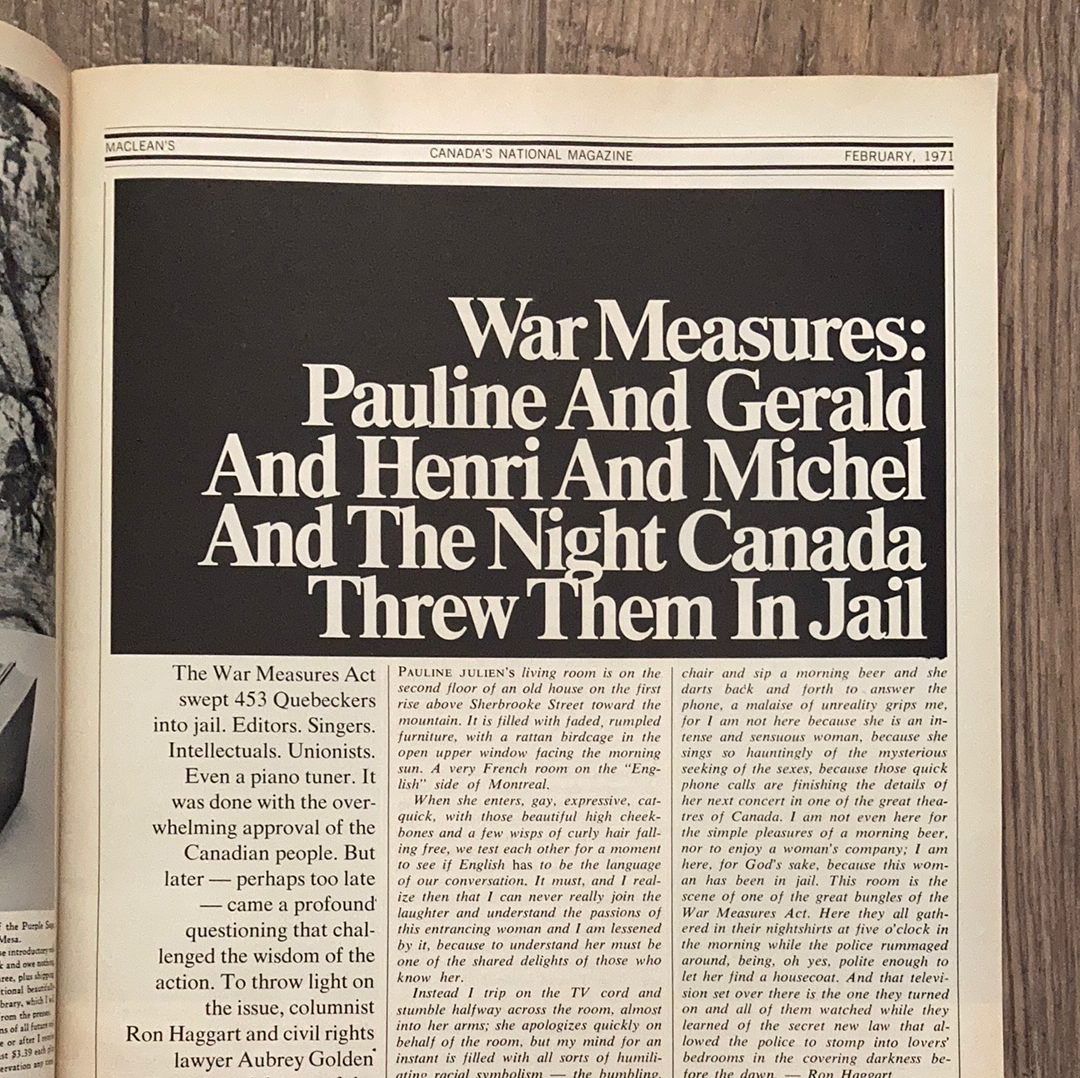 MACLEAN'S
CANADA'S NATIONAL MAGAZINE
FEBRUARY, 1971
War Measures:
Pauline And Gerald
And Henri And Michel
And The Night Canada
Threw Them In Jail
The War Measures Act
swept 453 Quebeckers
into jail. Editors. Singers.
Intellectuals. Unionists.
Even a piano tuner. It
was done with the over-
whelming approval of the
Canadian people. But
later — perhaps too late
— came a profound
questioning that chal-
lenged the wisdom of the
action. To throw light on
the issue, columnist
Ron Haggart and civil rights
lawyer Aubrey Golden
PAULINE JULIEN'S living room is on the
second floor of an old house on the first
rise above Sherbrooke Street toward the
mountain. It is filled with faded, rumpled
furniture, with a rattan birdcage in the
open upper window facing the morning
sun. A very French room on the "Eng-
lish" side of Montreal.
When she enters, gay, expressive, cat-
quick, with those beautiful high cheek-
bones and a few wisps of curly hair fall-
ing free, we test each other for a moment
to see if English has to be the language
of our conversation. It must, and I real-
ize then that I can never really join the
laughter and understand the passions of
this entrancing woman and I am lessened
by it, because to understand her must be
one of the shared delights of those who
know her.
Instead I trip on the TV cord and
stumble halfway across the room, almost
into her arms; she apologizes quickly on
behalf of the room, but my mind for an
instant is filled with all sorts of humili-
ating racial symbolism — the bumbling,
chair and sip a morning beer and she
darts back and forth to answer the
phone, a malaise of unreality grips me,
for I am not here because she is an in-
tense and sensuous woman, because she
sings so hauntingly of the mysterious
seeking of the sexes, because those quick
phone calls are finishing the details of
her next concert in one of the great thea-
tres of Canada. I am not even here for
the simple pleasures of a morning beer,
nor to enjoy a woman's company; I am
here, for God's sake, because this wom-
an has been in jail. This room is the
scene of one of the great bungles of the
War Measures Act. Here they all gath-
ered in their nightshirts at five o'clock in
the morning while the police rummaged
around, being, oh yes, polite enough to
let her find a housecoat. And that televi-
sion set over there is the one they turned
on and all of them watched while they
learned of the secret new law that al-
lowed the police to stomp into lovers'
bedrooms in the covering darkness be-
fore the dawn. — Ron Haggart
the Purple
Mesa.
introductory
and owe